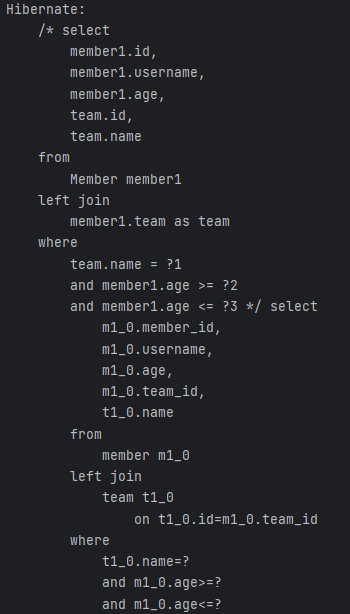 Hibernate:
/* select
member1.id,
member1.username,
member1.age,
team.id,
team.name
from
Member member1
left join
member1.team as team
where
team.name = ?1
and member1.age >= ?2
and member1.age <= ?3 */ select
m1_0.member_id,
m1_0.username,
m1_0.age,
m1_0.team_id,
t1_0.name
from
member m1_0
left join
team t1_0
on t1_0.id=m1_0.team_id
where
t1_0.name=?
and m1_0.age>=?
and m1_0.age<=?